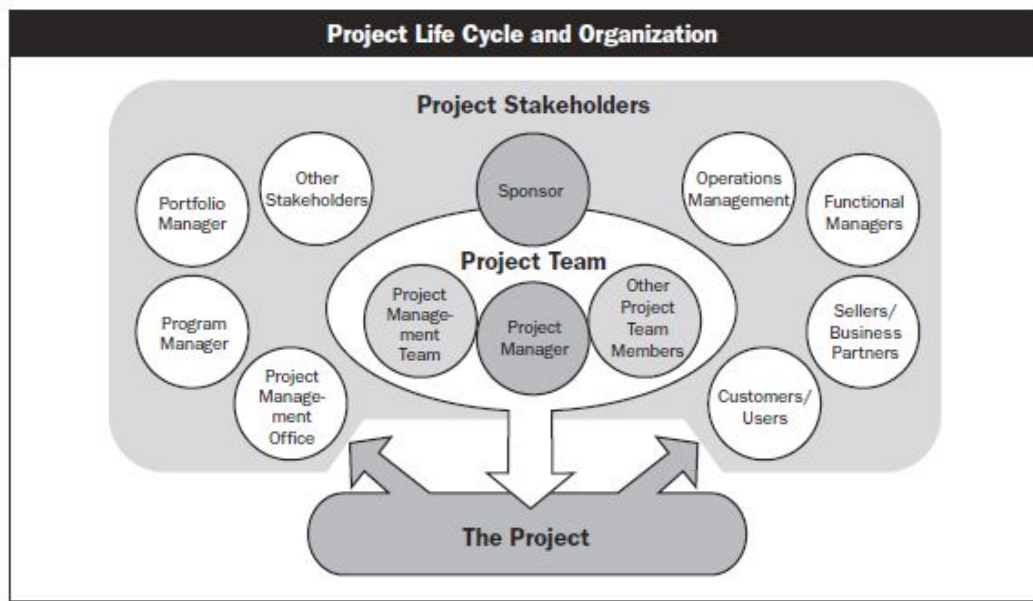 Project Life Cycle and Organization
Project Stakeholders
Portfolio
Manager
Other
Stakeholders
Sponsor
Operations
Management
Functional
Managers
Project Team
Program
Manager
Project
Manage-
ment
Team
Project
Manager
Other
Project
Team
Members
Sellers/
Business
Partners
Project
Manage-
ment
Office
Customers/
Users
The Project